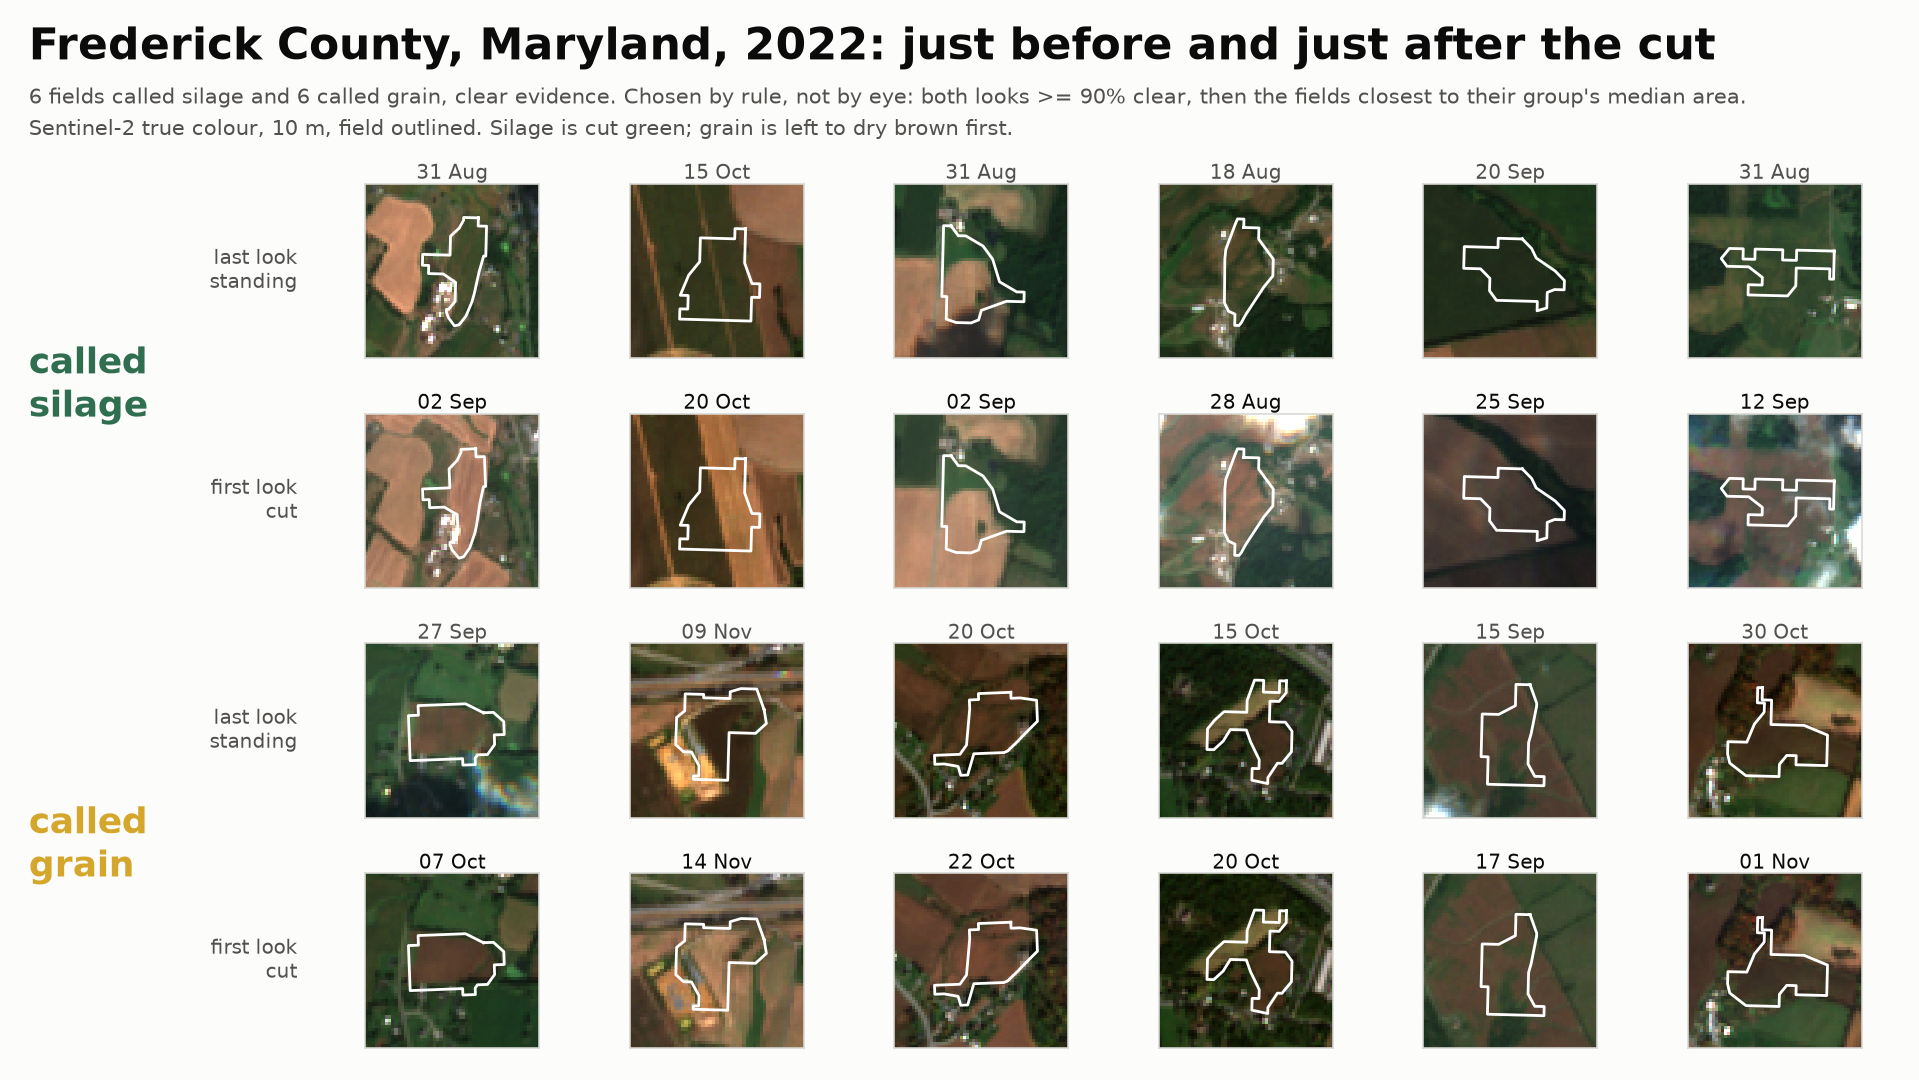 Frederick County, Maryland, 2022: just before and just after the cut
6 fields called silage and 6 called grain, clear evidence. Chosen by rule, not by eye: both looks >= 90% clear, then the fields closest to their group's median area.
Sentinel-2 true colour, 10 m, field outlined. Silage is cut green; grain is left to dry brown first.
31 Aug
15 Oct
31 Aug
18 Aug
20 Sep
31 Aug
last look
standing
called
silage
02 Sep
20 Oct
02 Sep
28 Aug
25 Sep
12 Sep
first look
cut
27 Sep
09 Nov
20 Oct
15 Oct
15 Sep
30 Oct
last look
standing
called
grain
07 Oct
14 Nov
22 Oct
20 Oct
17 Sep
01 Nov
first look
cut